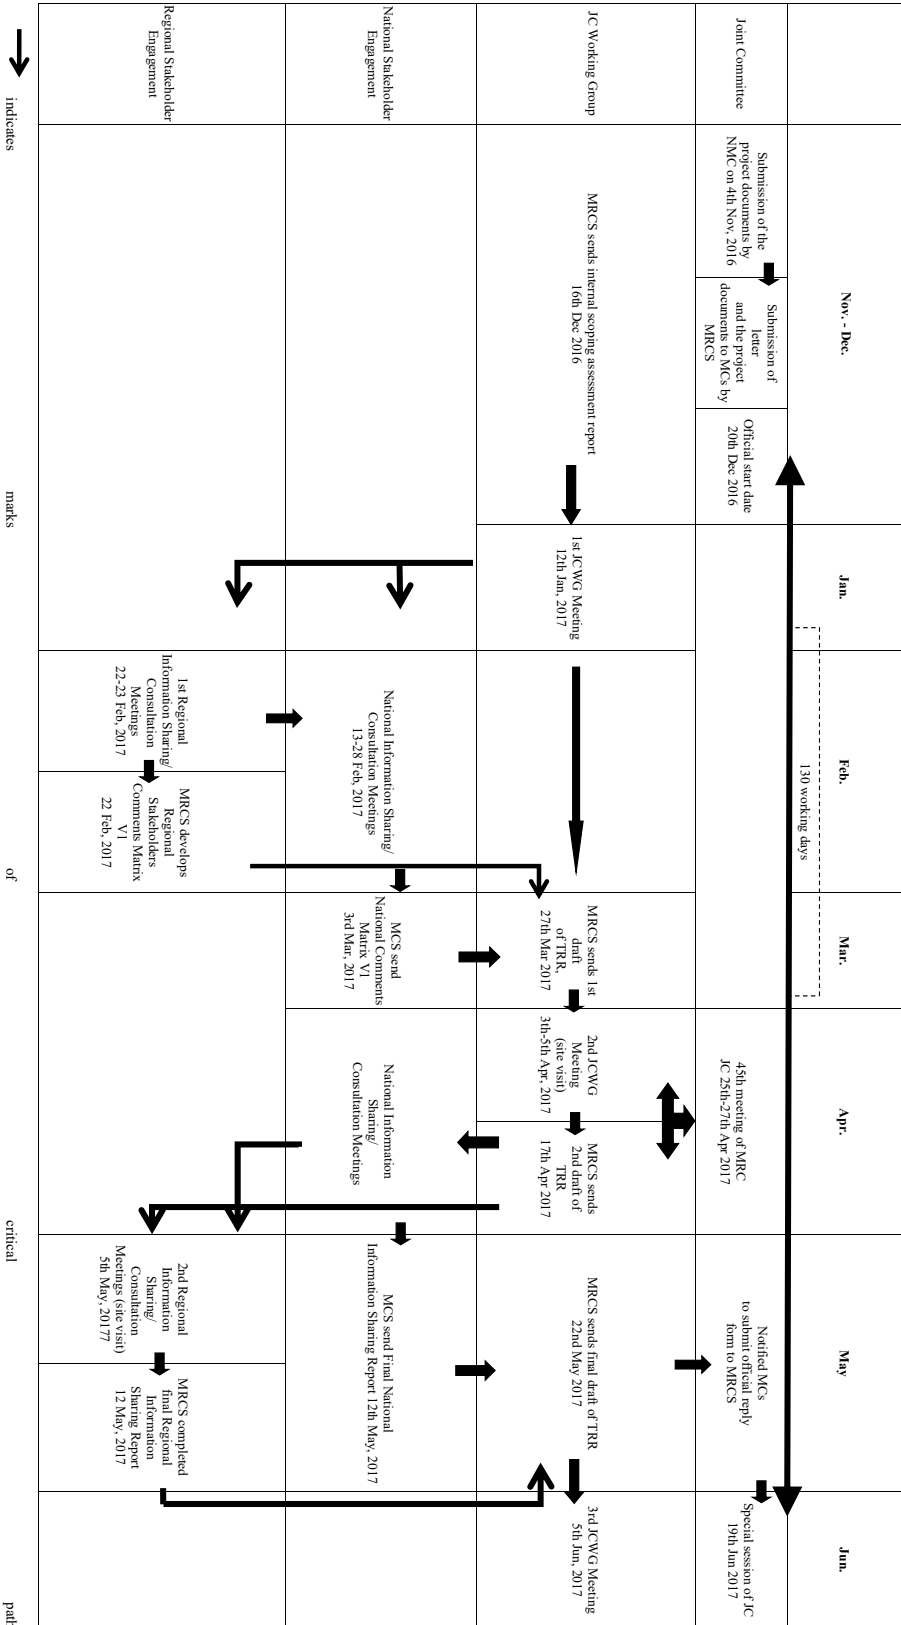 Nov. - Dec.
Jan.
Feb.
Mar.
Apr.
May
Jun.
130 working days
Joint Committee
Submission of the
project documents by
NMC on 4th Nov, 2016
Submission of
letter
and the project
documents to MCs by
MRCS
Official start date
20th Dec 2016
45th meeting of MRC
JC 25th-27th Apr 2017
Notified MCs
to submit official reply
form to MRCS
Special session of JC
19th Jun 2017
JC Working Group
MRCS sends internal scoping assessment report
16th Dec 2016
1st JCWG Meeting
12th Jan, 2017
MRCS sends 1st
draft
of TRR,
27th Mar 2017
2nd JCWG
Meeting
(site visit)
3th-5th Apr, 2017
MRCS sends
2nd draft of
TRR
17th Apr 2017
MRCS sends final draft of TRR
22nd May 2017
3rd JCWG Meeting
5th Jun, 2017
National Stakeholder
Engagement
National Information Sharing/
Consultation Meetings
13-28 Feb, 2017
MCS send
National Comments
Matrix V1
3rd Mar, 2017
National Information
Sharing/
Consultation Meetings
MCS send Final National
Information Sharing Report 12th May, 2017
Regional Stakeholder
Engagement
1st Regional
Information Sharing/
Consultation
Meetings
22-23 Feb, 2017
MRCS develops
Regional
Stakeholders
Comments Matrix
V1
22 Feb, 2017
2nd Regional
Information
Sharing/
Consultation
Meetings (site visit)
5th May, 20177
MRCS completed
final Regional
Information
Sharing Report
12 May, 2017
indicates marks of critical path